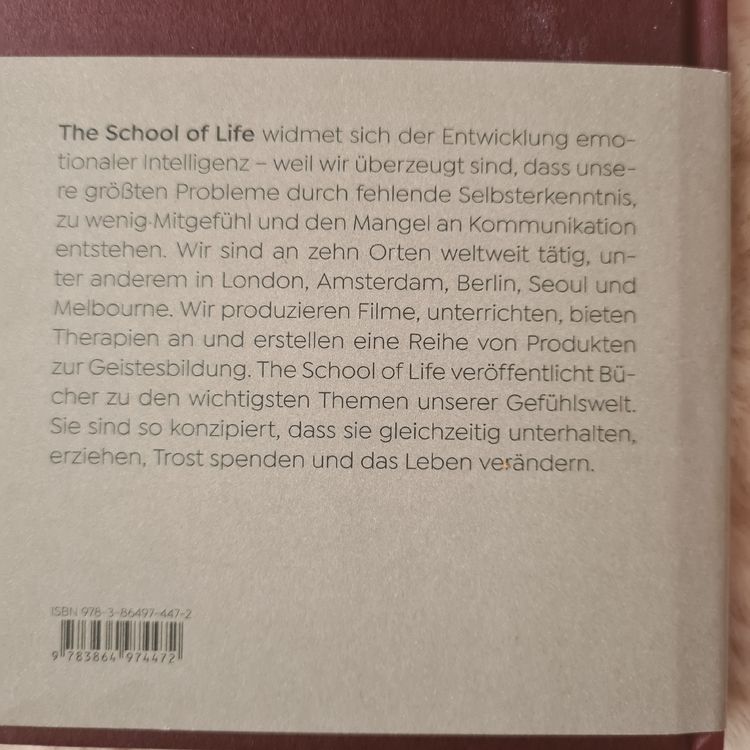 The School of Life widmet sich der Entwicklung emo-
tionaler Intelligenz – weil wir überzeugt sind, dass unse-
re größten Probleme durch fehlende Selbsterkenntnis,
zu wenig Mitgefühl und den Mangel an Kommunikation
entstehen. Wir sind an zehn Orten weltweit tätig, un-
ter anderem in London, Amsterdam, Berlin, Seoul und
Melbourne. Wir produzieren Filme, unterrichten, bieten
Therapien an und erstellen eine Reihe von Produkten
zur Geistesbildung. The School of Life veröffentlicht Bü-
cher zu den wichtigsten Themen unserer Gefühlswelt.
Sie sind so konzipiert, dass sie gleichzeitig unterhalten,
erziehen, Trost spenden und das Leben verändern.
ISBN 978-3-86497-447-2
9 783864 974472